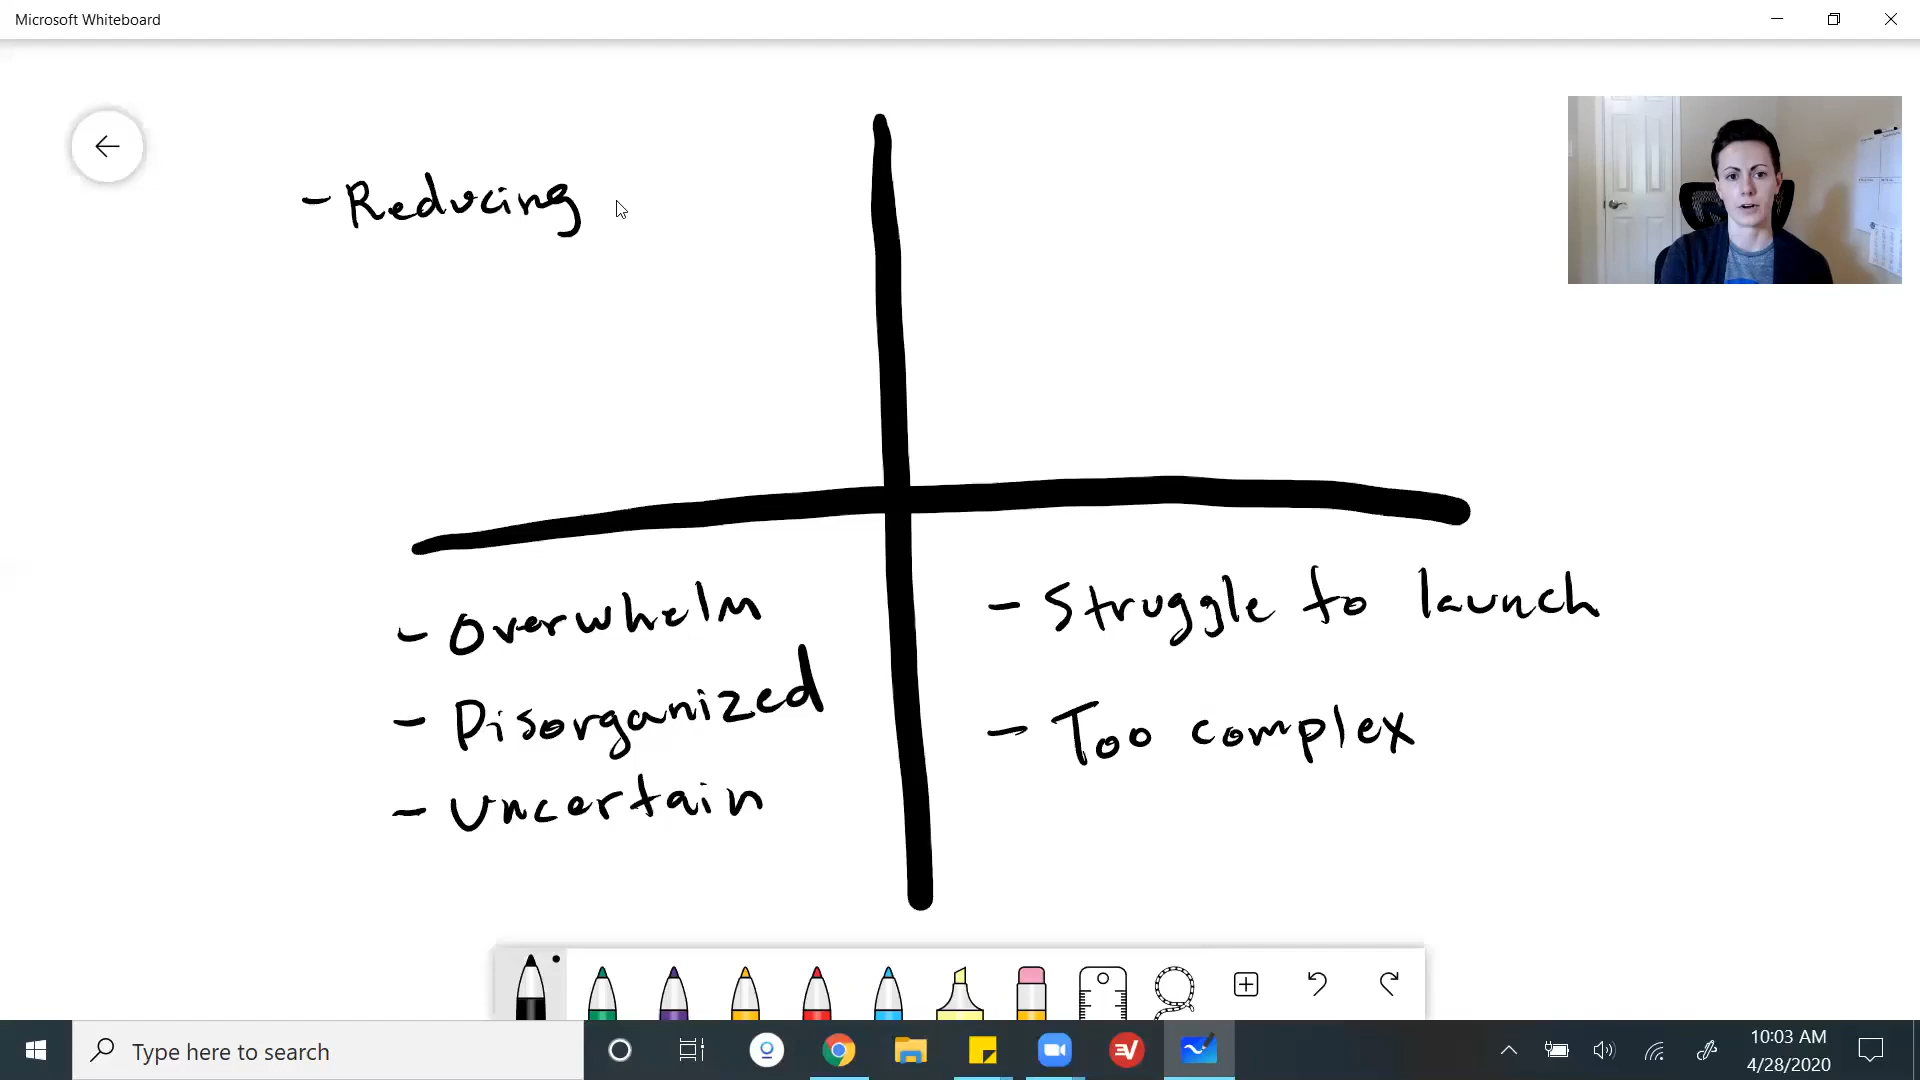 Microsoft Whiteboard
- Reducing
- Overwhelm
- Disorganized
- Uncertain
- Struggle to launch
- Too complex
Type here to search
10:03 AM
4/28/2020